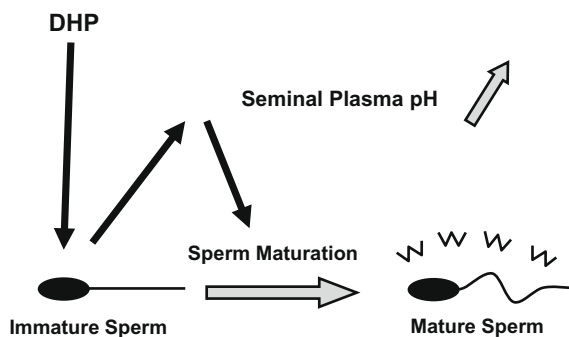 DHP
Seminal Plasma pH
Sperm Maturation
Immature Sperm
Mature Sperm